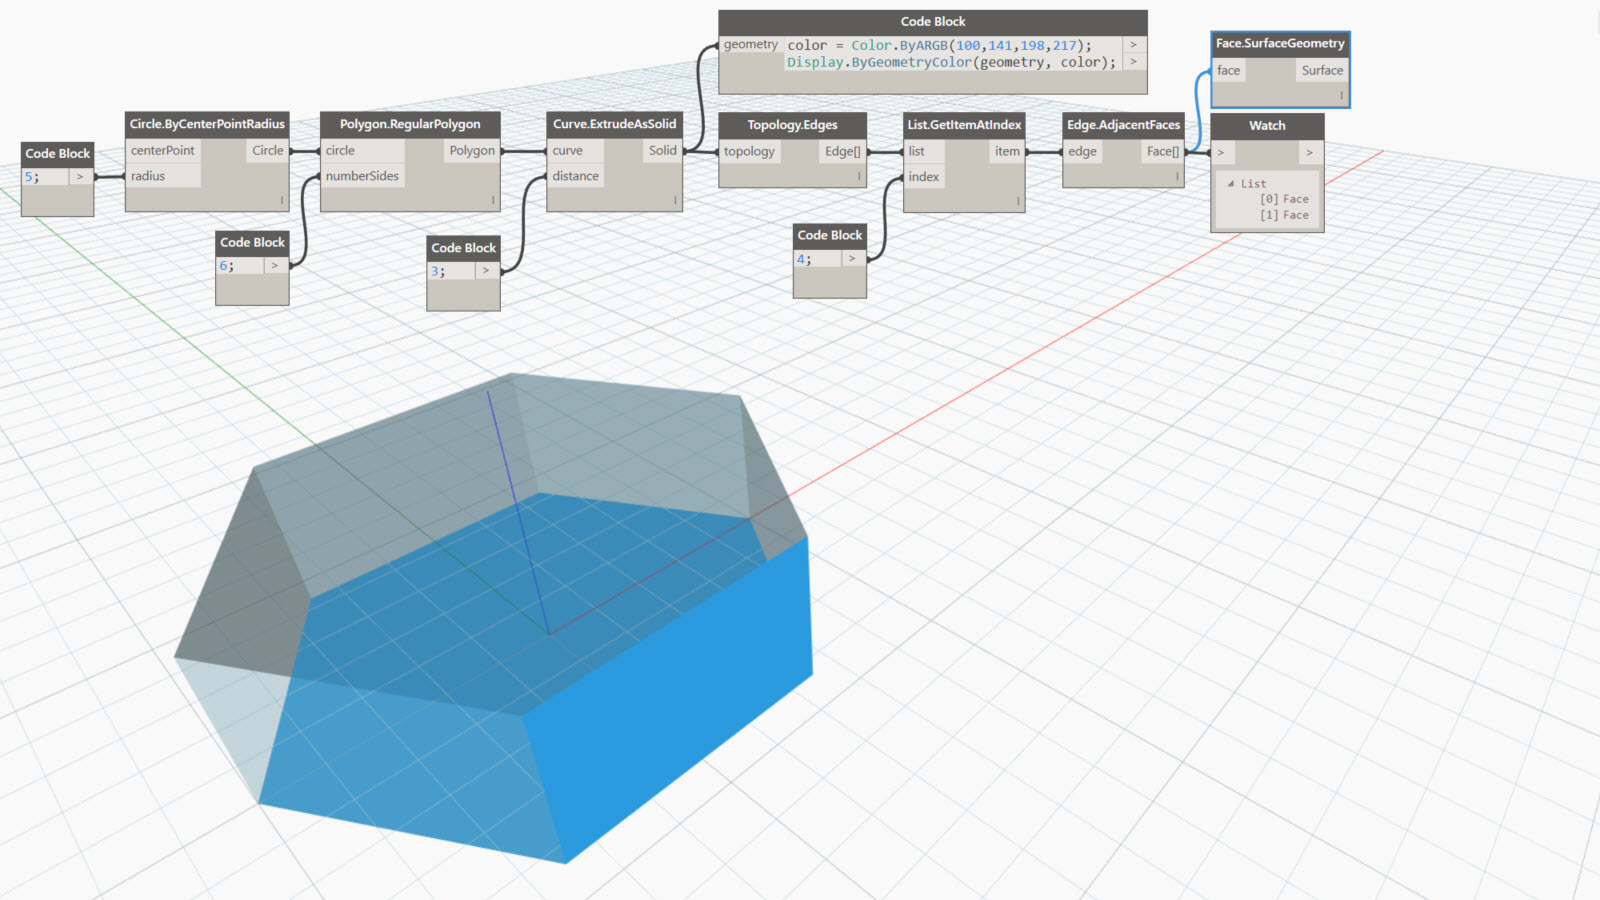 Code Block
5; >
Circle.ByCenterPointRadius
centerPoint Circle
radius
l
Code Block
6; >
Polygon.RegularPolygon
circle Polygon
numberSides
l
Code Block
3; >
Curve.ExtrudeAsSolid
curve Solid
distance
l
Code Block
geometry color = Color.ByARGB(100,141,198,217); >
Display.ByGeometryColor(geometry, color); >
Topology.Edges
topology Edge[]
l
Code Block
4; >
List.GetItemAtIndex
list item
index
l
Edge.AdjacentFaces
edge Face[]
l
Face.SurfaceGeometry
face Surface
l
Watch
> >
List
[0] Face
[1] Face